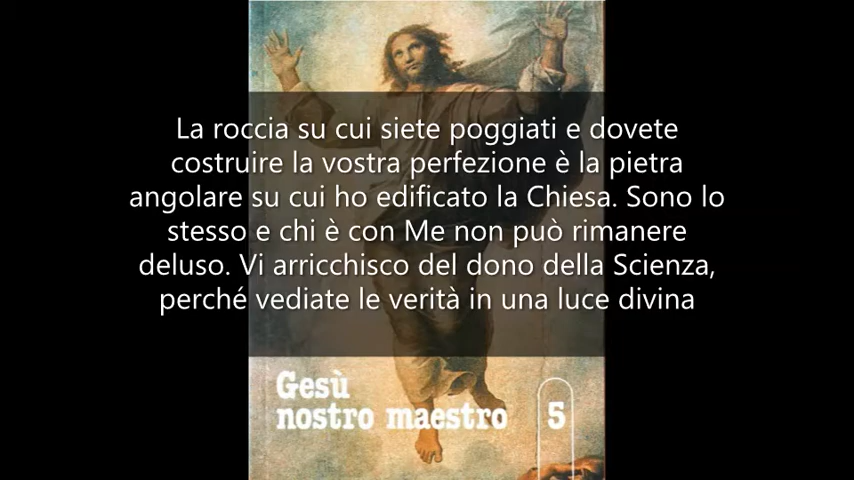 La roccia su cui siete poggiati e dovete
costruire la vostra perfezione è la pietra
angolare su cui ho edificato la Chiesa. Sono lo
stesso e chi è con Me non può rimanere
deluso. Vi arricchisco del dono della Scienza,
perché vediate le verità in una luce divina
Gesù
nostro maestro 5